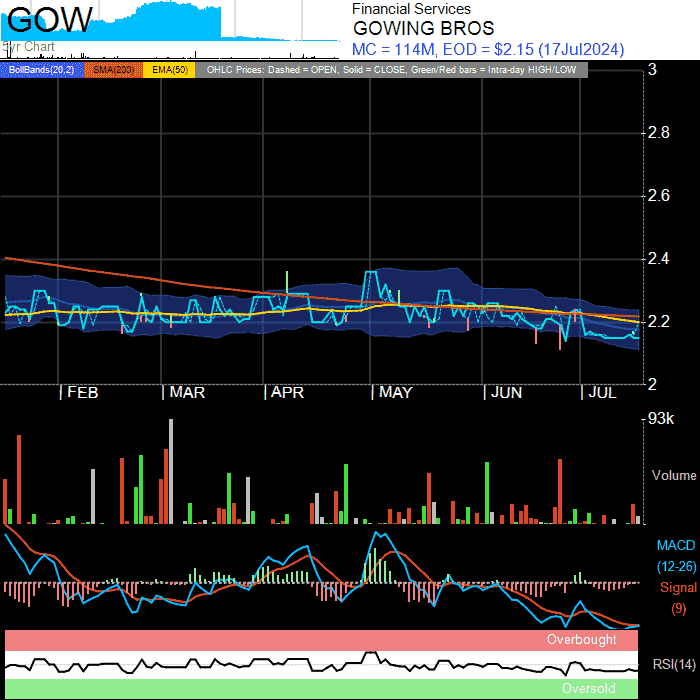 GOW
5yr Chart
Financial Services
GOWING BROS
MC = 114M, EOD = $2.15 (17Jul2024)
BollBands(20,2) SMA(200) EMA(50) OHLC Prices: Dashed = OPEN, Solid = CLOSE, Green/Red bars = Intra-day HIGH/LOW
3
2.8
2.6
2.4
2.2
2
FEB MAR APR MAY JUN JUL
93k
Volume
MACD
(12-26)
Signal
(9)
Overbought
RSI(14)
Oversold